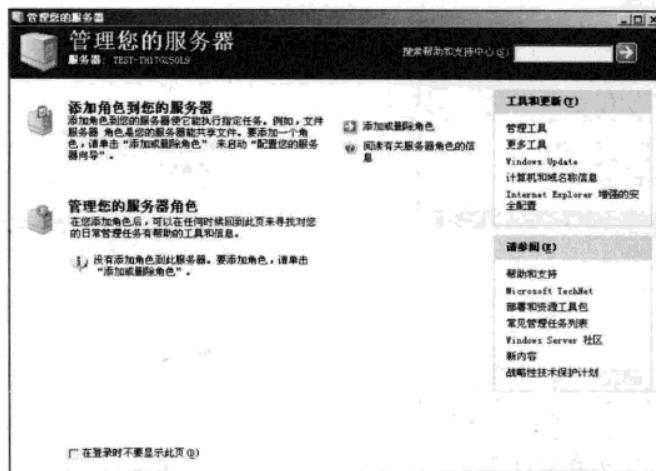 管理您的服务器
管理您的服务器
服务器: TEST-TH1TG250L9
搜索帮助和支持中心(E)
添加角色到您的服务器
添加角色到您的服务器使它能执行指定任务。例如，文件
服务器 角色是您的服务器能共享文件。要添加一个角
色，请单击“添加或删除角色” 来启动“配置您的服务
器向导”。
添加或删除角色
阅读有关服务器角色的信
息
管理您的服务器角色
在您添加角色后，可以在任何时候回到此页来寻找对您
的日常管理任务有帮助的工具和信息。
没有添加角色到此服务器。要添加角色，请单击
“添加或删除角色”。
工具和更新(T)
管理工具
更多工具
Windows Update
计算机和域名称信息
Internet Explorer 增强的安
全配置
请参阅(E)
帮助和支持
Microsoft TechNet
部署和资源工具包
常见管理任务列表
Windows Server 社区
新内容
战略性技术保护计划
在登录时不要显示此页(D)